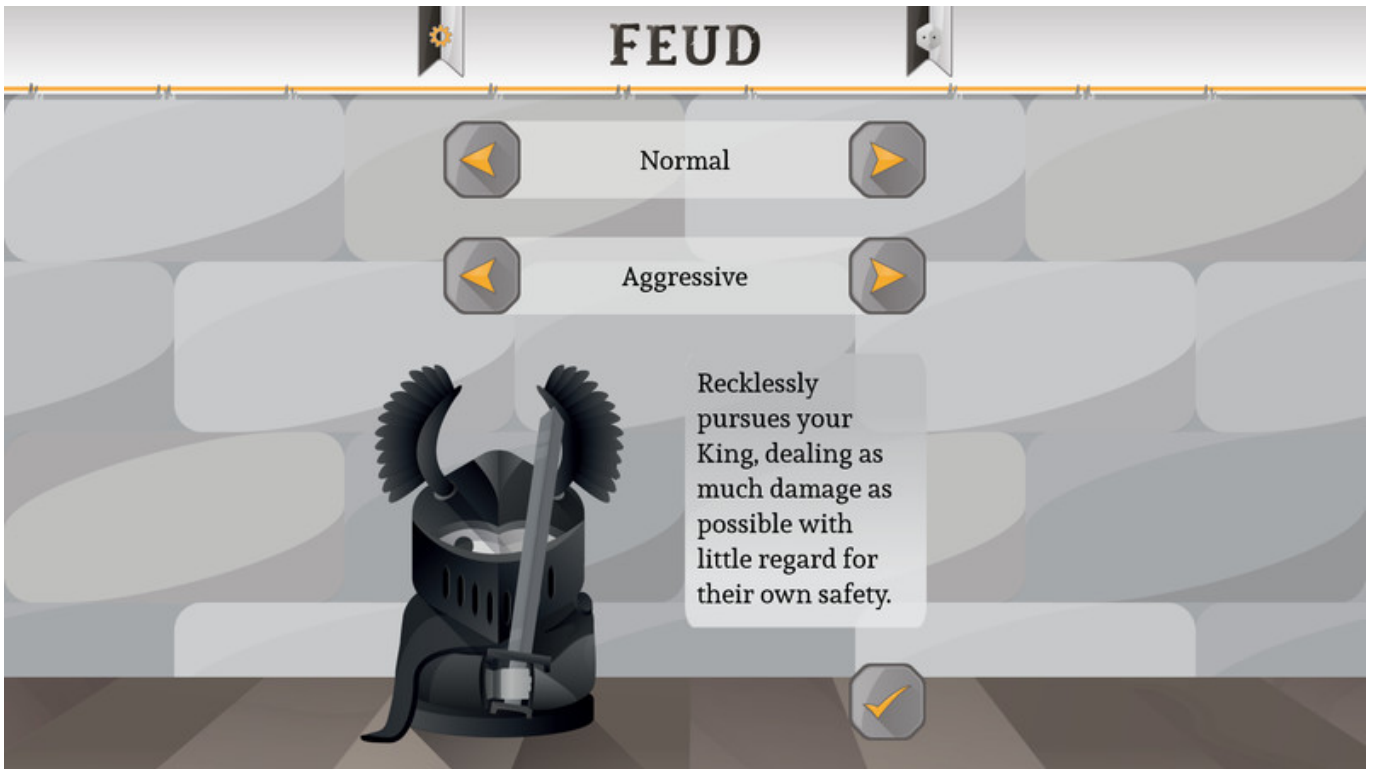 FEUD
Normal
Aggressive
Recklessly
pursues your
King, dealing as
much damage as
possible with
little regard for
their own safety.